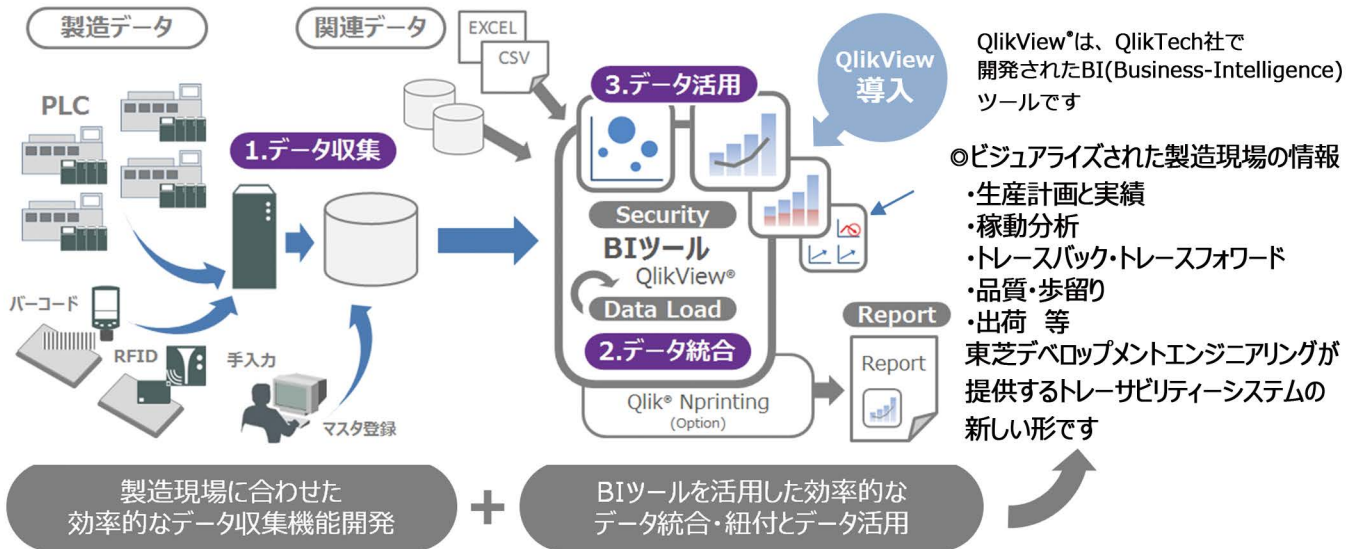 製造データ
関連データ
EXCEL
CSV
PLC
1.データ収集
バーコード
RFID
手入力
マスタ登録
3.データ活用
Security
BIツール
QlikView®
Data Load
2.データ統合
Qlik® Nprinting
(Option)
Report
Report
QlikView
導入
QlikView®は、QlikTech社で
開発されたBI(Business-Intelligence)
ツールです
◎ビジュアライズされた製造現場の情報
・生産計画と実績
・稼動分析
・トレースバック・トレースフォワード
・品質・歩留り
・出荷 等
東芝デベロップメントエンジニアリングが
提供するトレーサビリティーシステムの
新しい形です
製造現場に合わせた
効率的なデータ収集機能開発
+
BIツールを活用した効率的な
データ統合・紐付とデータ活用